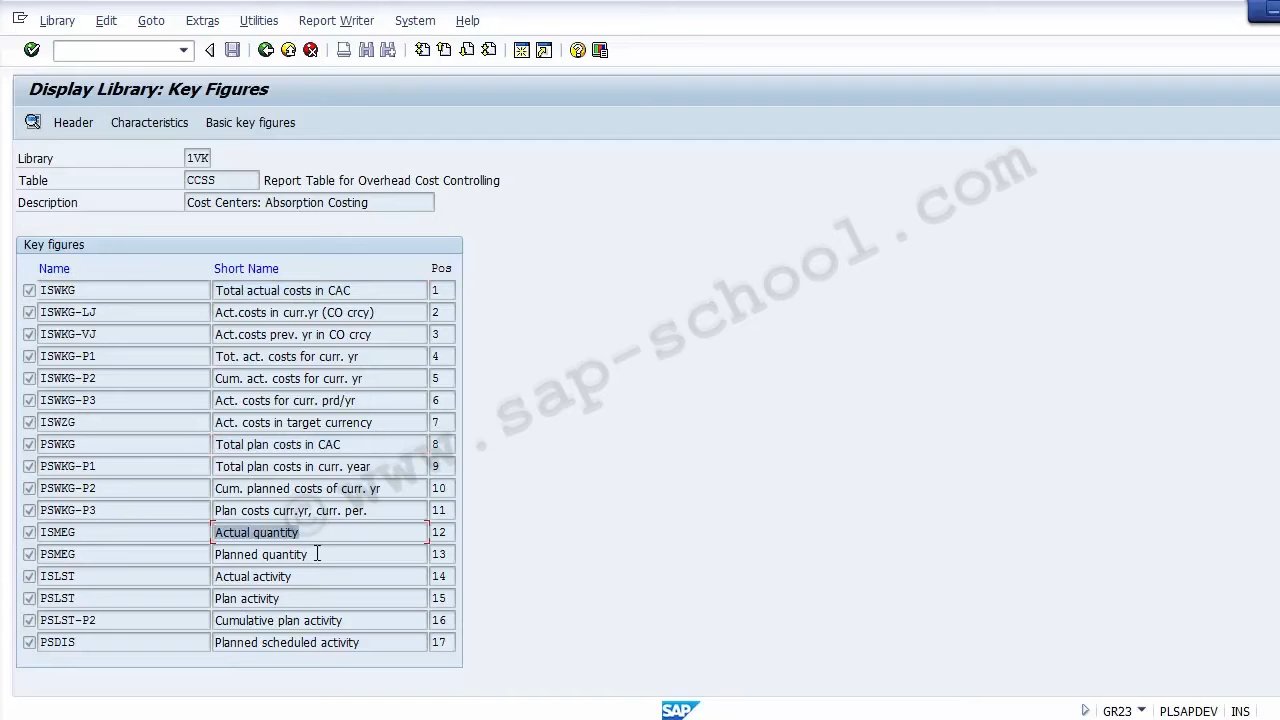 Library Edit Goto Extras Utilities Report Writer System Help
Display Library: Key Figures
Header Characteristics Basic key figures
Library 1VK
Table CCSS Report Table for Overhead Cost Controlling
Description Cost Centers: Absorption Costing
Key figures
Name Short Name Pos
ISWKG Total actual costs in CAC 1
ISWKG-LJ Act.costs in curr.yr (CO crcy) 2
ISWKG-VJ Act.costs prev. yr in CO crcy 3
ISWKG-P1 Tot. act. costs for curr. yr 4
ISWKG-P2 Cum. act. costs for curr. yr 5
ISWKG-P3 Act. costs for curr. prd/yr 6
ISWZG Act. costs in target currency 7
PSWKG Total plan costs in CAC 8
PSWKG-P1 Total plan costs in curr. year 9
PSWKG-P2 Cum. planned costs of curr. yr 10
PSWKG-P3 Plan costs curr.yr, curr. per. 11
ISMEG Actual quantity 12
PSMEG Planned quantity 13
ISLST Actual activity 14
PSLST Plan activity 15
PSLST-P2 Cumulative plan activity 16
PSDIS Planned scheduled activity 17
© www.sap-school.com
SAP
GR23 PLSAPDEV INS